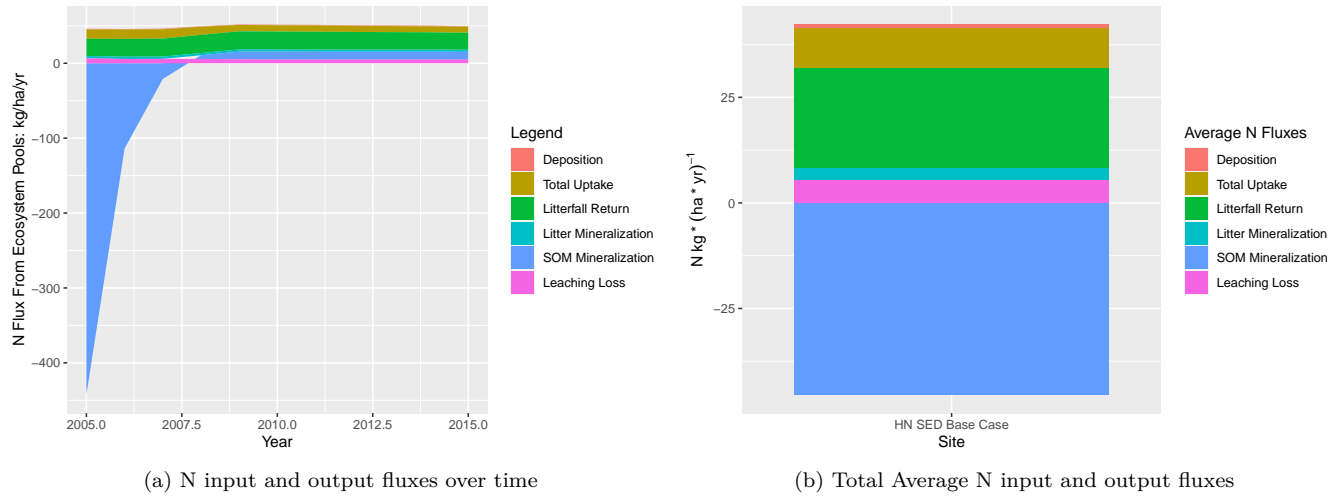 N Flux From Ecosystem Pools: kg/ha/yr
0
−100
−200
−300
−400
2005.0 2007.5 2010.0 2012.5 2015.0
Year
Legend
Deposition
Total Uptake
Litterfall Return
Litter Mineralization
SOM Mineralization
Leaching Loss
(a) N input and output fluxes over time
N kg * (ha * yr)⁻¹
25
0
−25
HN SED Base Case
Site
Average N Fluxes
Deposition
Total Uptake
Litterfall Return
Litter Mineralization
SOM Mineralization
Leaching Loss
(b) Total Average N input and output fluxes